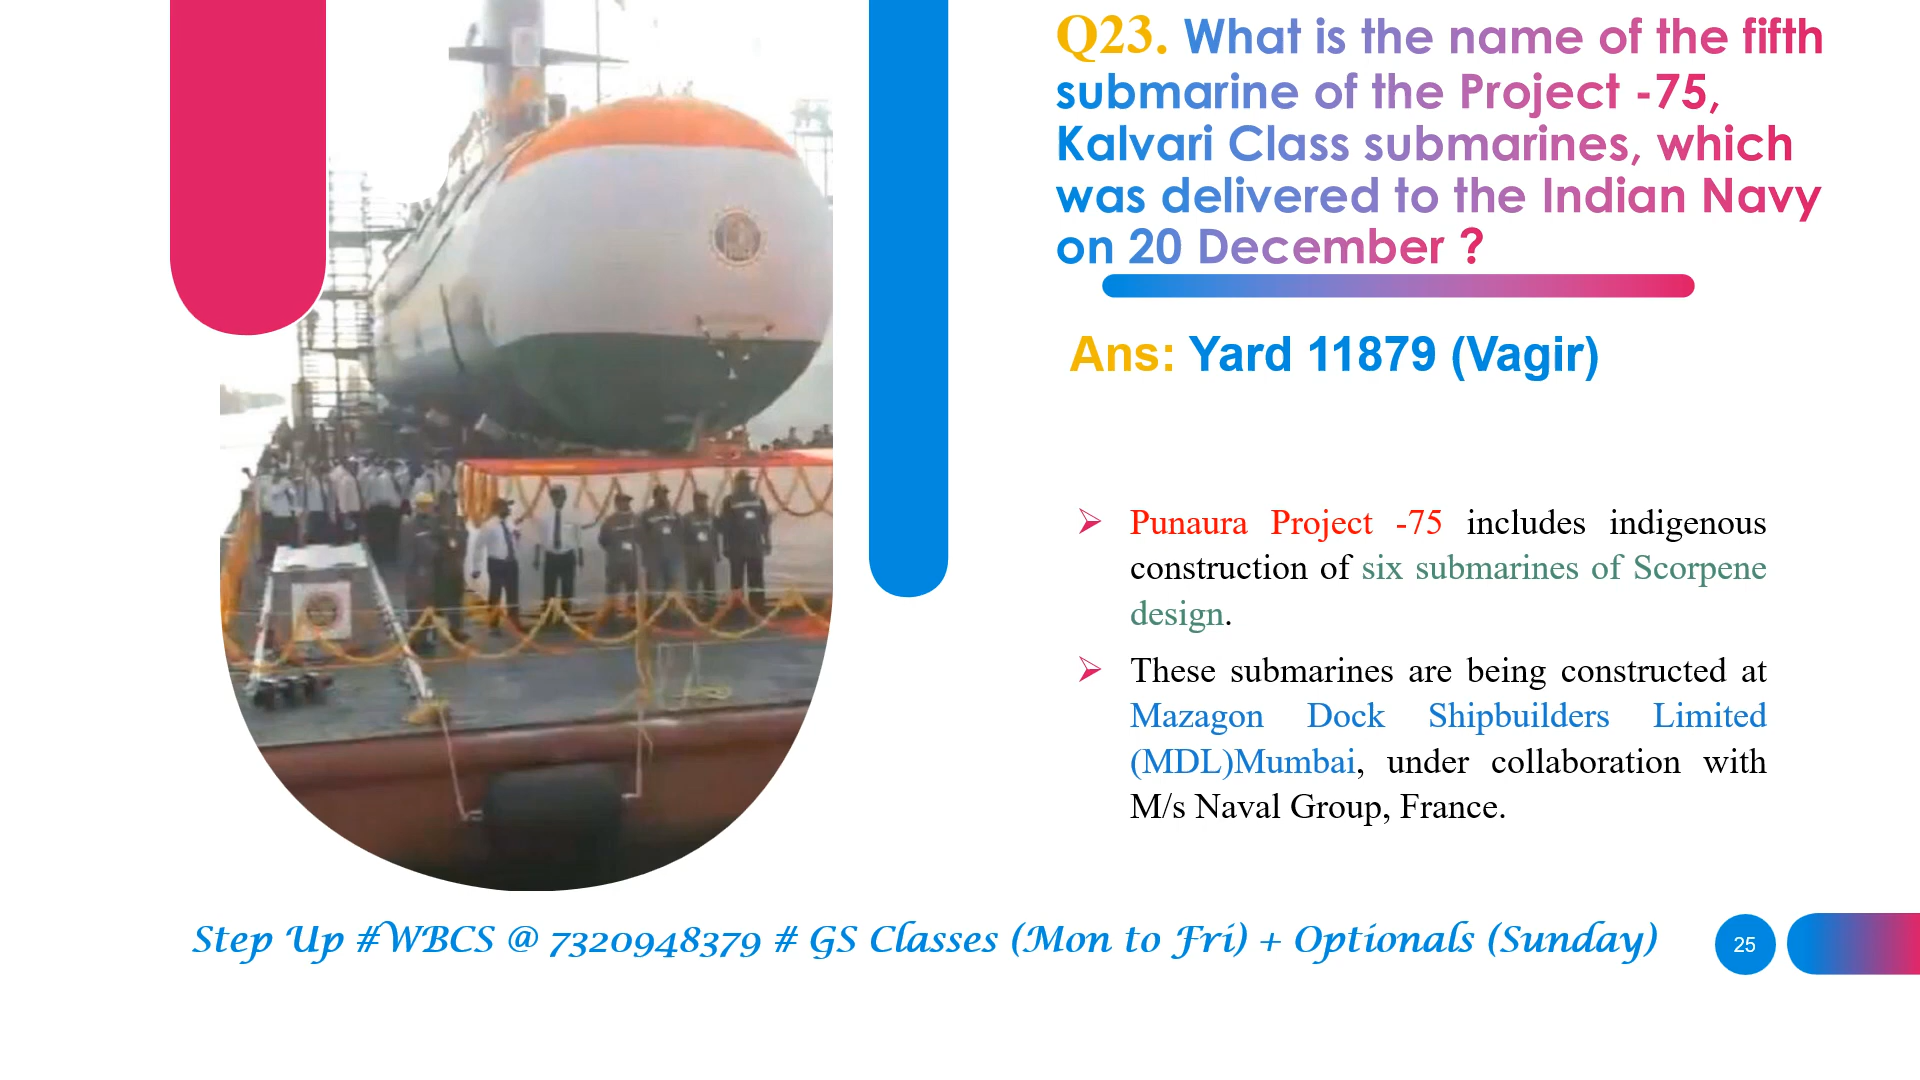 Q23. What is the name of the fifth
submarine of the Project -75,
Kalvari Class submarines, which
was delivered to the Indian Navy
on 20 December ?
Ans: Yard 11879 (Vagir)
➢ Punaura Project -75 includes indigenous
construction of six submarines of Scorpene
design.
➢ These submarines are being constructed at
Mazagon Dock Shipbuilders Limited
(MDL)Mumbai, under collaboration with
M/s Naval Group, France.
Step Up #WBCS @ 7320948379 # GS Classes (Mon to Fri) + Optionals (Sunday)
25